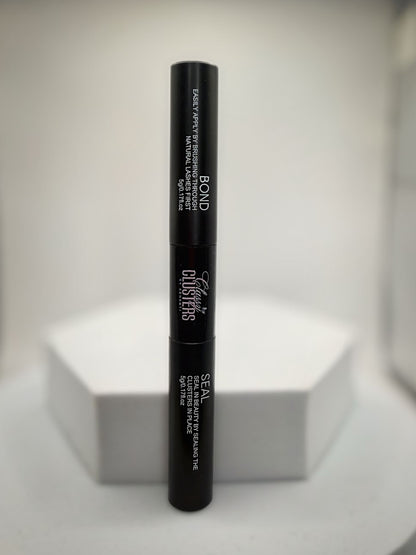 BOND
EASILY APPLY BY BRUSHING THROUGH
NATURAL LASHES FIRST
5g/0.17fl.oz
Classy
CLUSTERS
SEAL
SEAL IN BEAUTY BY SEALING THE
CLUSTERS IN PLACE
5g/0.17fl.oz